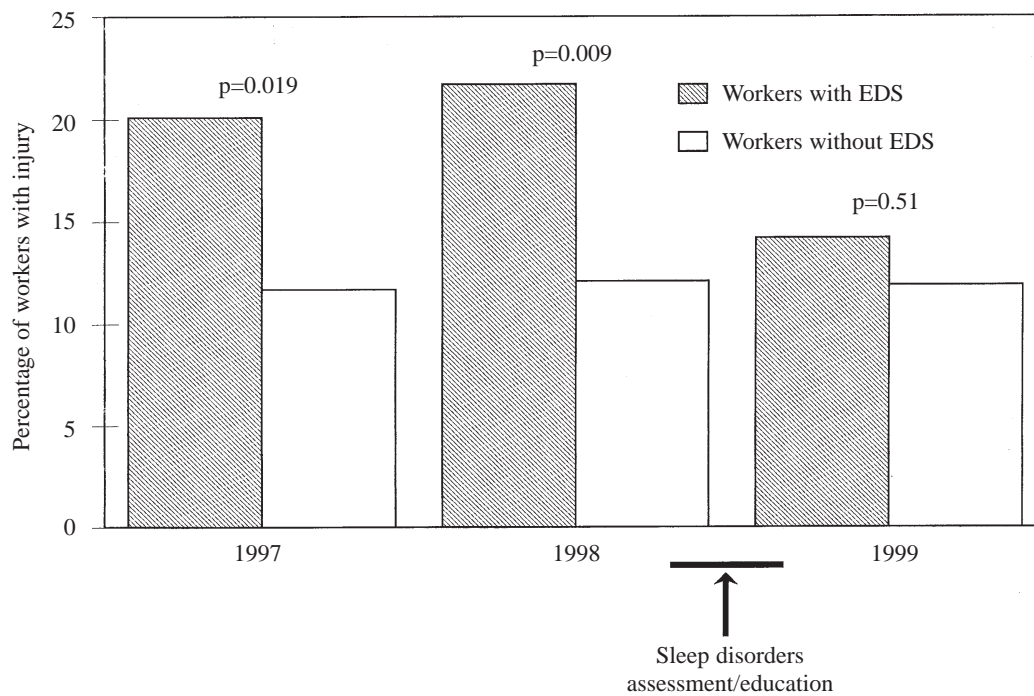 25
20
15
10
5
0
Percentage of workers with injury
p=0.019
p=0.009
p=0.51
Workers with EDS
Workers without EDS
1997
1998
1999
Sleep disorders
assessment/education